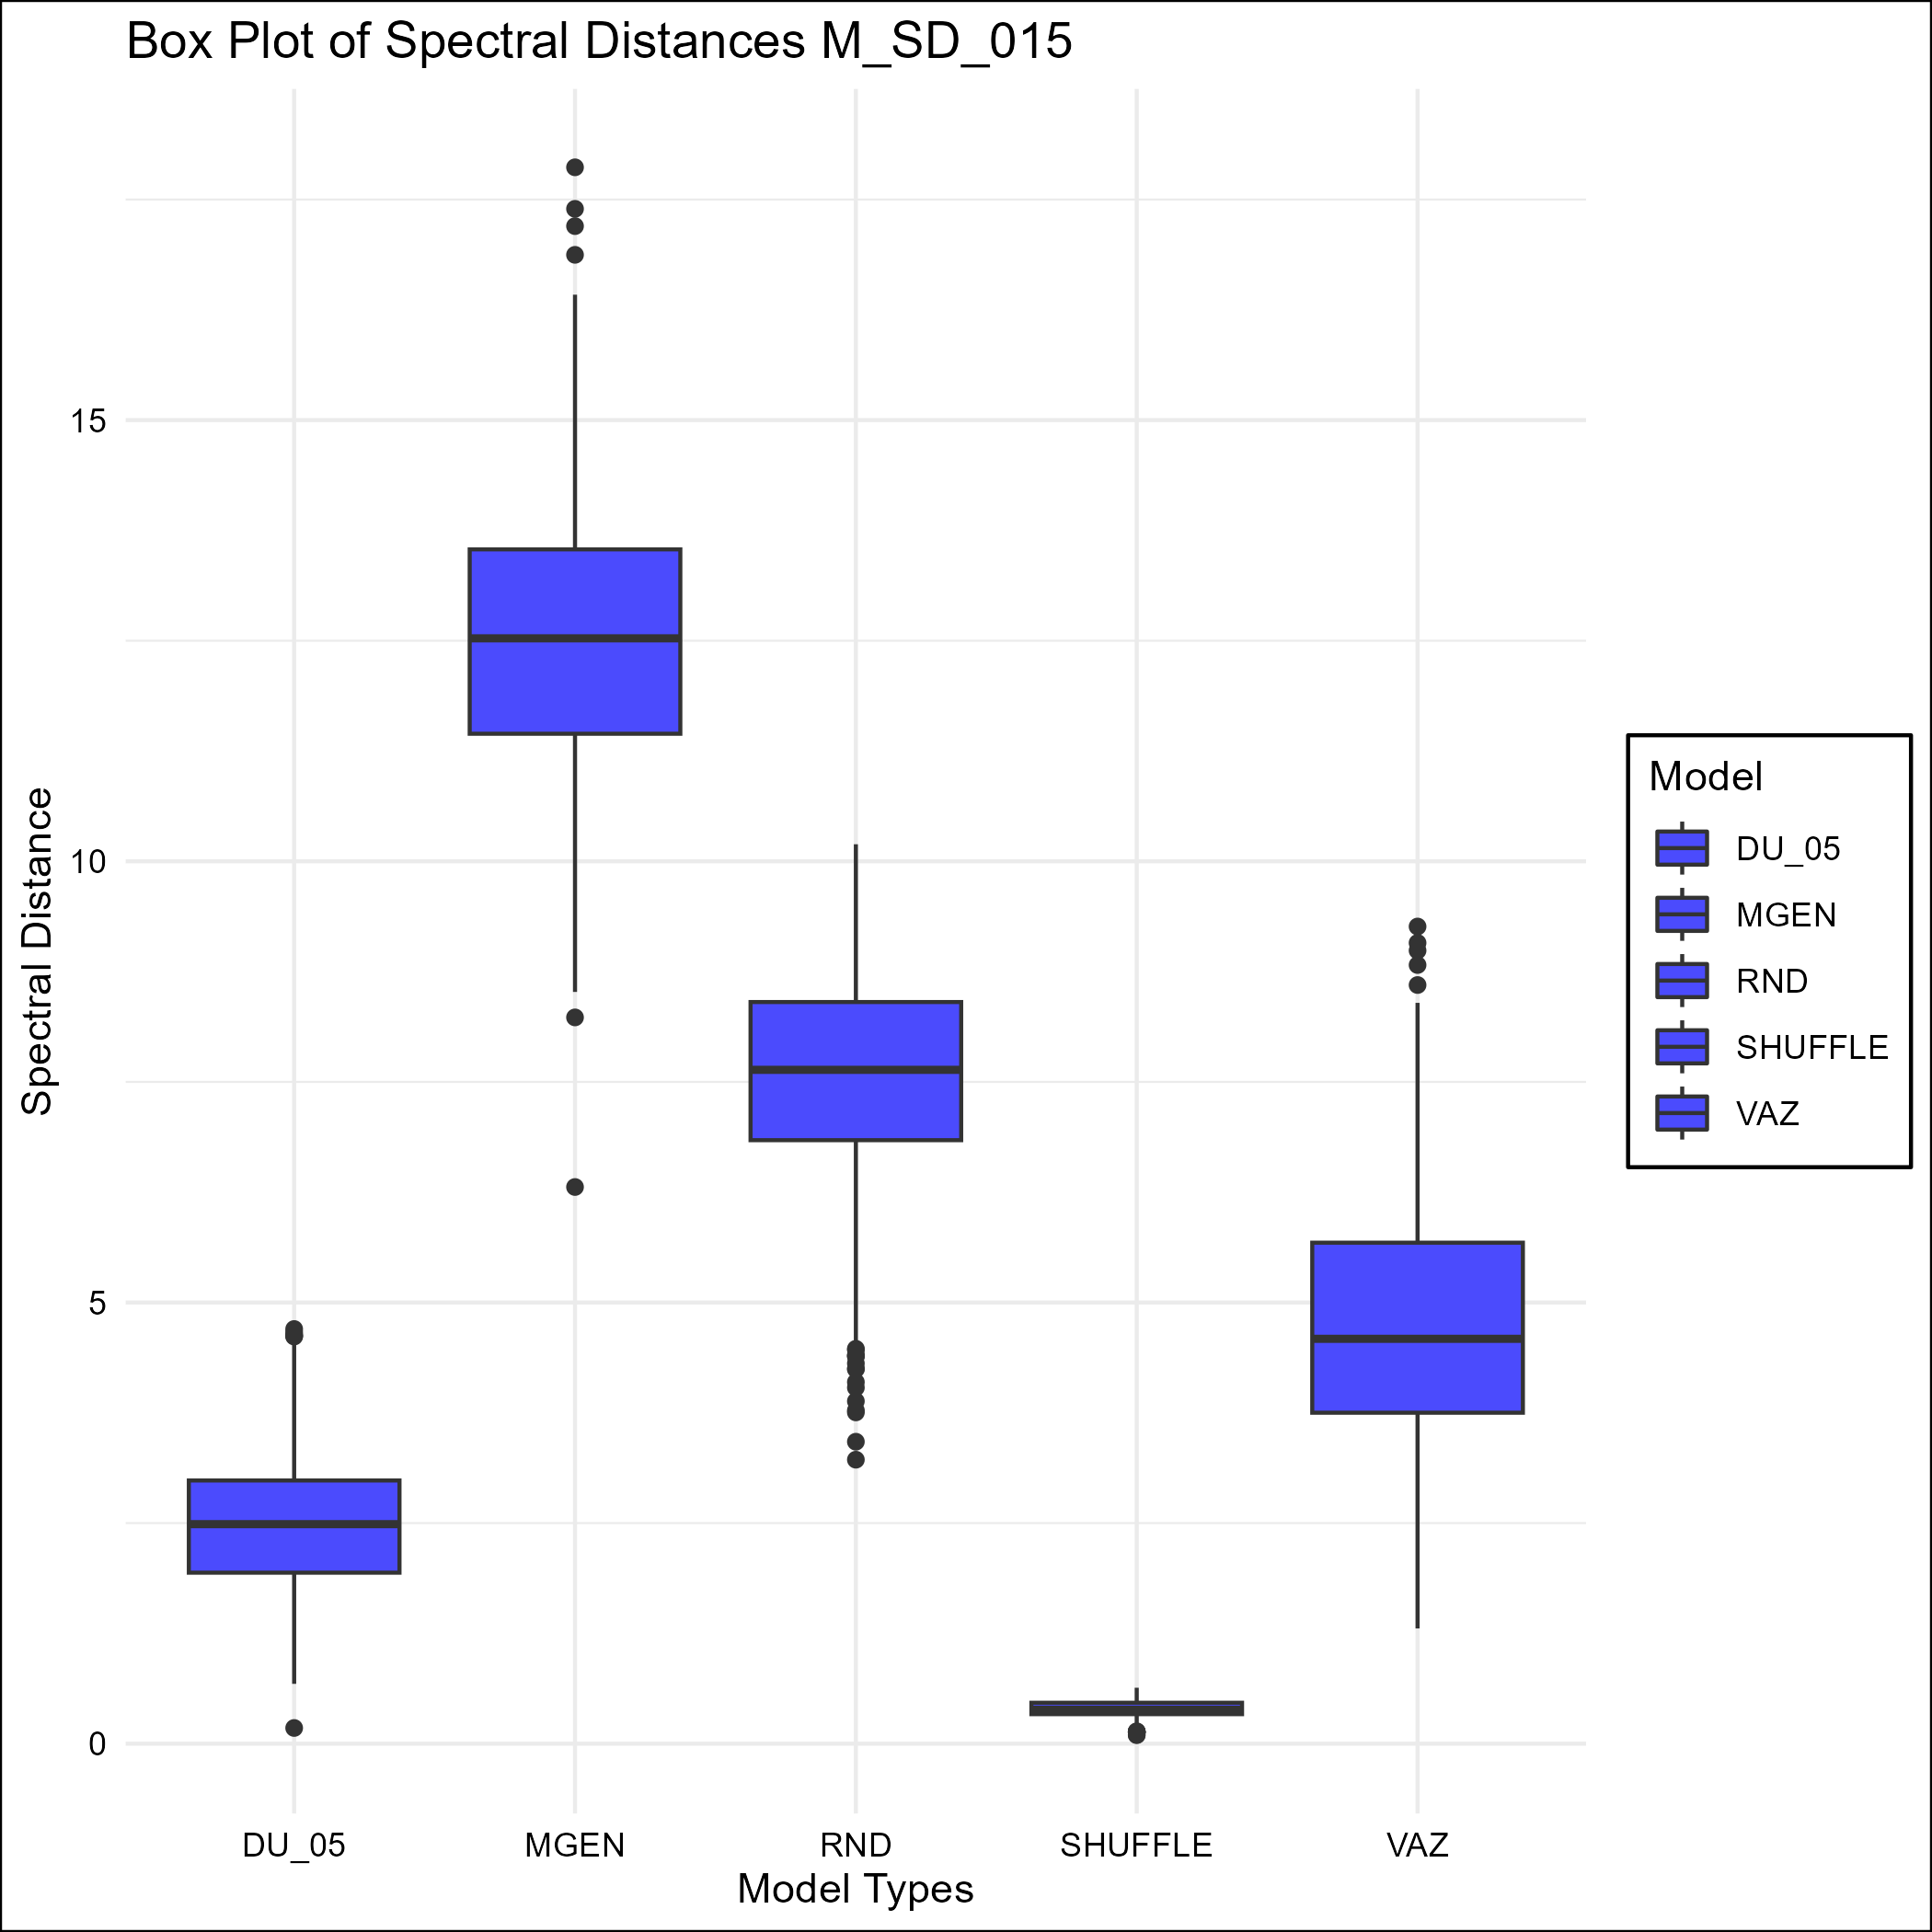 Box Plot of Spectral Distances M_SD_015
Spectral Distance
15
10
5
0
DU_05
MGEN
RND
SHUFFLE
VAZ
Model Types
Model
DU_05
MGEN
RND
SHUFFLE
VAZ